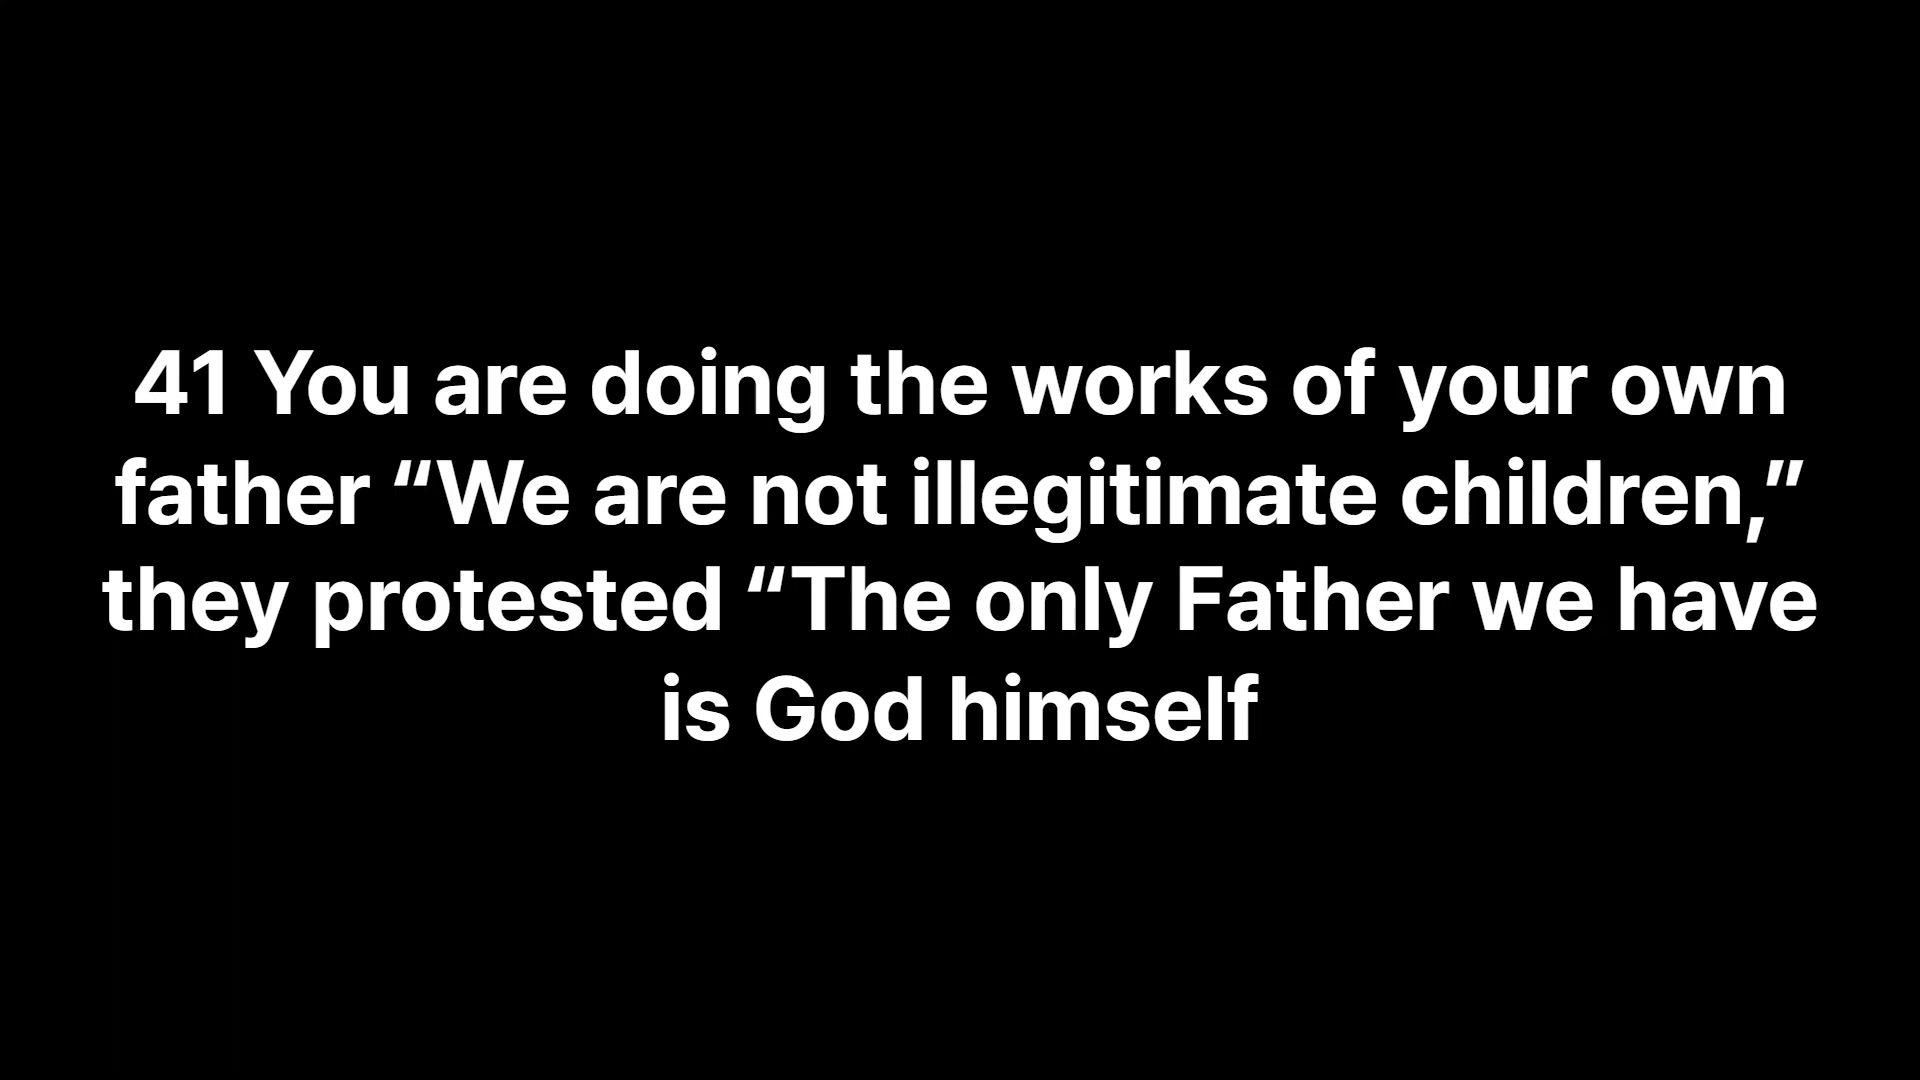 41 You are doing the works of your own
father “We are not illegitimate children,”
they protested “The only Father we have
is God himself